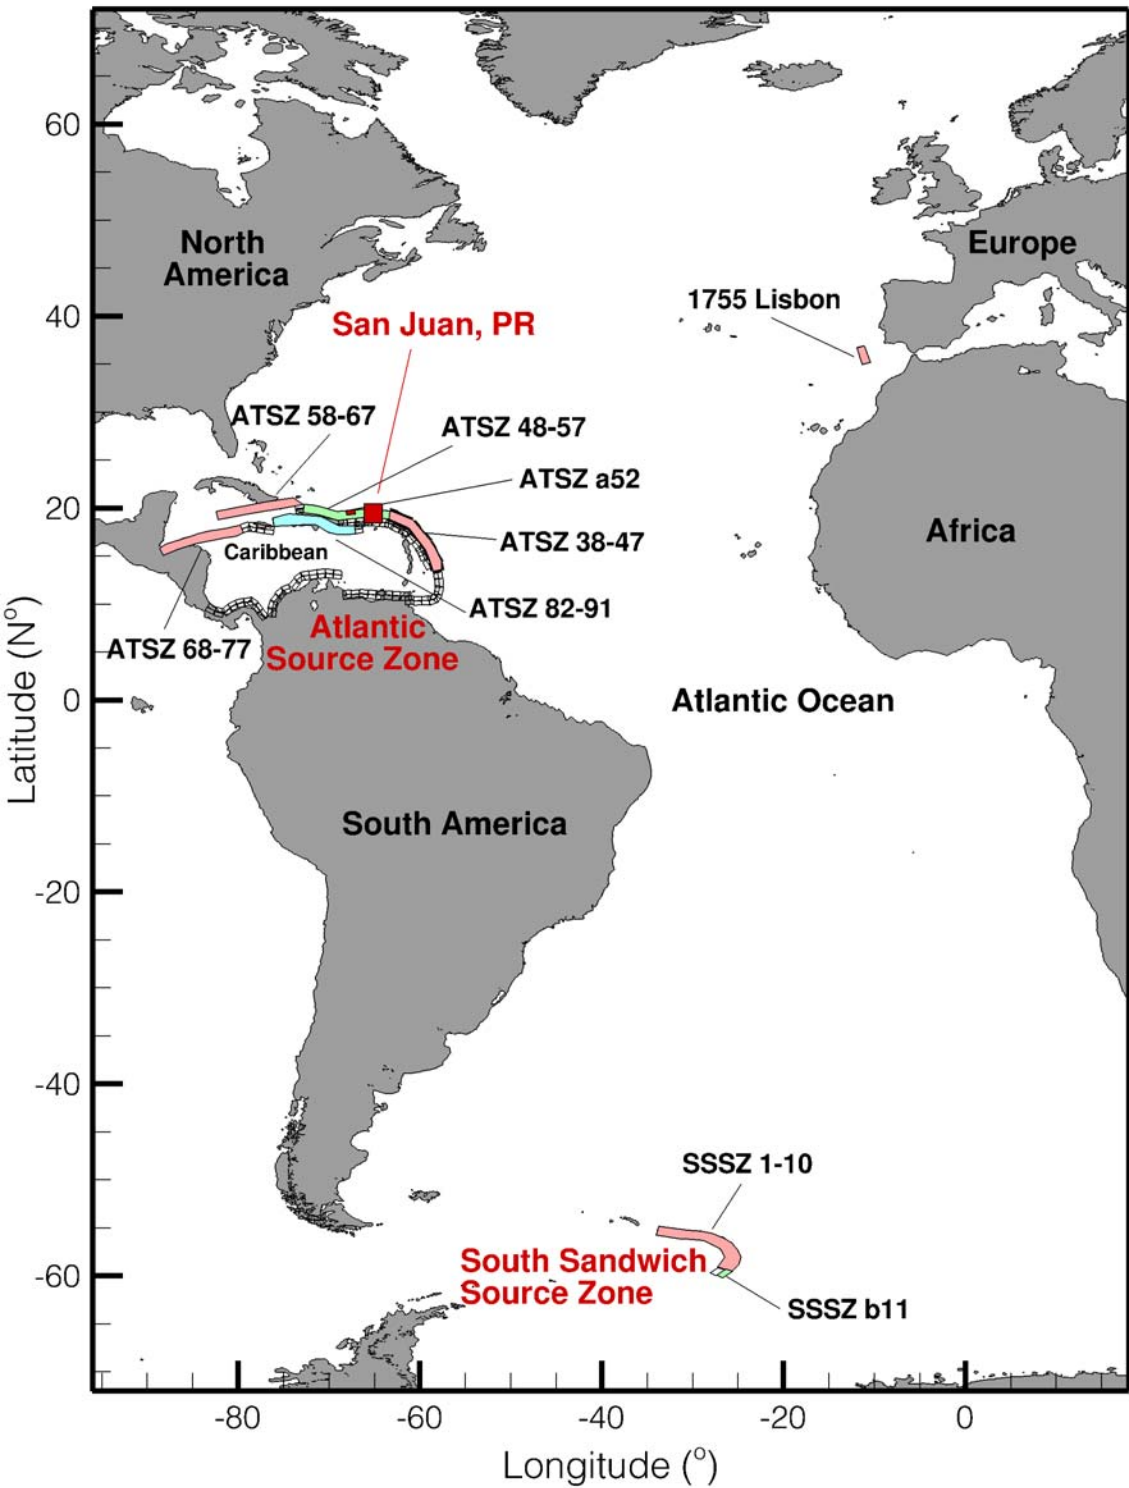 60
North
America
Europe
1755 Lisbon
40
San Juan, PR
ATSZ 58-67
ATSZ 48-57
ATSZ a52
20
Africa
ATSZ 38-47
Caribbean
ATSZ 82-91
Atlantic
Source Zone
ATSZ 68-77
0
Atlantic Ocean
Latitude (N°)
South America
-20
-40
SSSZ 1-10
South Sandwich
Source Zone
-60
SSSZ b11
-80
-60
-40
-20
0
Longitude (°)